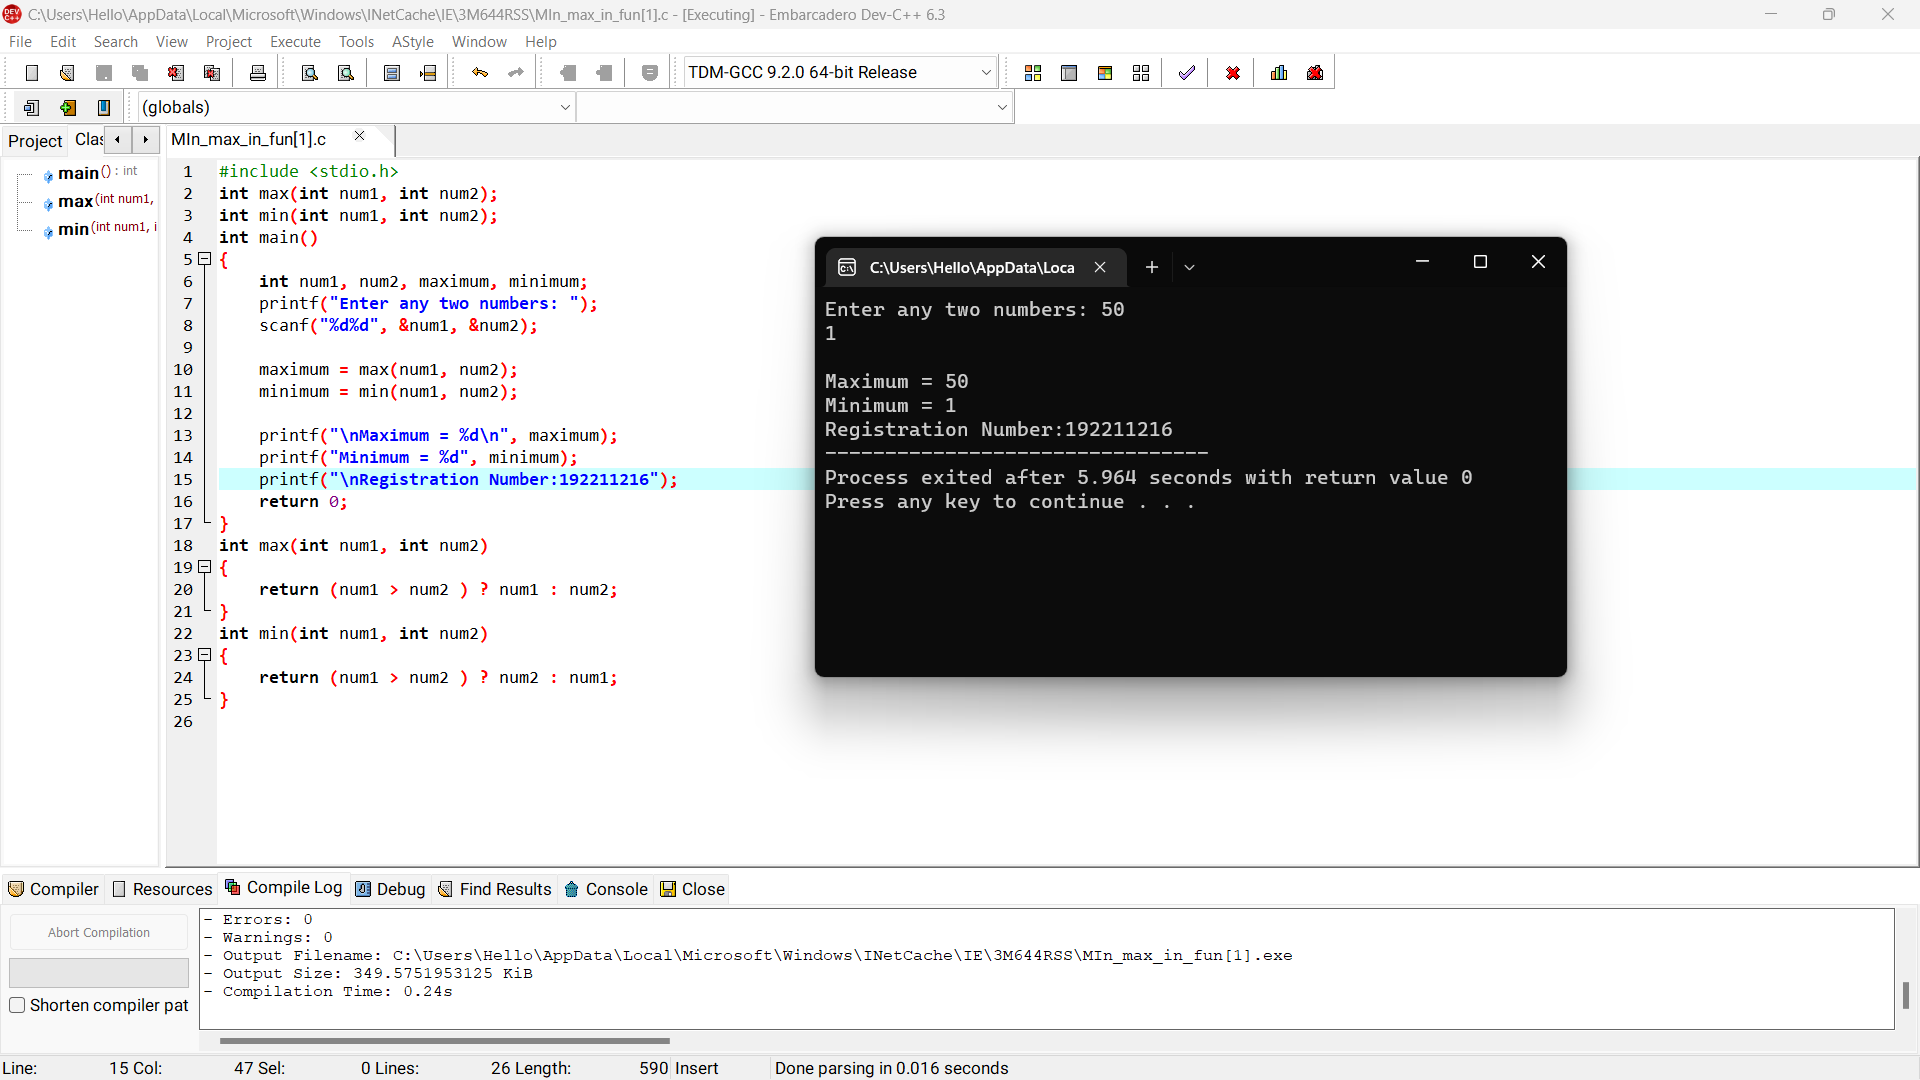 C:\Users\Hello\AppData\Local\Microsoft\Windows\INetCache\IE\3M644RSS\MIn_max_in_fun[1].c - [Executing] - Embarcadero Dev-C++ 6.3
File Edit Search View Project Execute Tools AStyle Window Help
TDM-GCC 9.2.0 64-bit Release
(globals)
Project Clas
MIn_max_in_fun[1].c
main() : int
max(int num1,
min(int num1, i
1 #include <stdio.h>
2 int max(int num1, int num2);
3 int min(int num1, int num2);
4 int main()
5 {
6 int num1, num2, maximum, minimum;
7 printf("Enter any two numbers: ");
8 scanf("%d%d", &num1, &num2);
9
10 maximum = max(num1, num2);
11 minimum = min(num1, num2);
12
13 printf("\nMaximum = %d\n", maximum);
14 printf("Minimum = %d", minimum);
15 printf("\nRegistration Number:192211216");
16 return 0;
17 }
18 int max(int num1, int num2)
19 {
20 return (num1 > num2 ) ? num1 : num2;
21 }
22 int min(int num1, int num2)
23 {
24 return (num1 > num2 ) ? num2 : num1;
25 }
26
C:\Users\Hello\AppData\Loca
Enter any two numbers: 50
1
Maximum = 50
Minimum = 1
Registration Number:192211216
--------------------------------
Process exited after 5.964 seconds with return value 0
Press any key to continue . . .
Compiler Resources Compile Log Debug Find Results Console Close
Abort Compilation
Shorten compiler pat
- Errors: 0
- Warnings: 0
- Output Filename: C:\Users\Hello\AppData\Local\Microsoft\Windows\INetCache\IE\3M644RSS\MIn_max_in_fun[1].exe
- Output Size: 349.5751953125 KiB
- Compilation Time: 0.24s
Line: 15 Col: 47 Sel: 0 Lines: 26 Length: 590 Insert Done parsing in 0.016 seconds